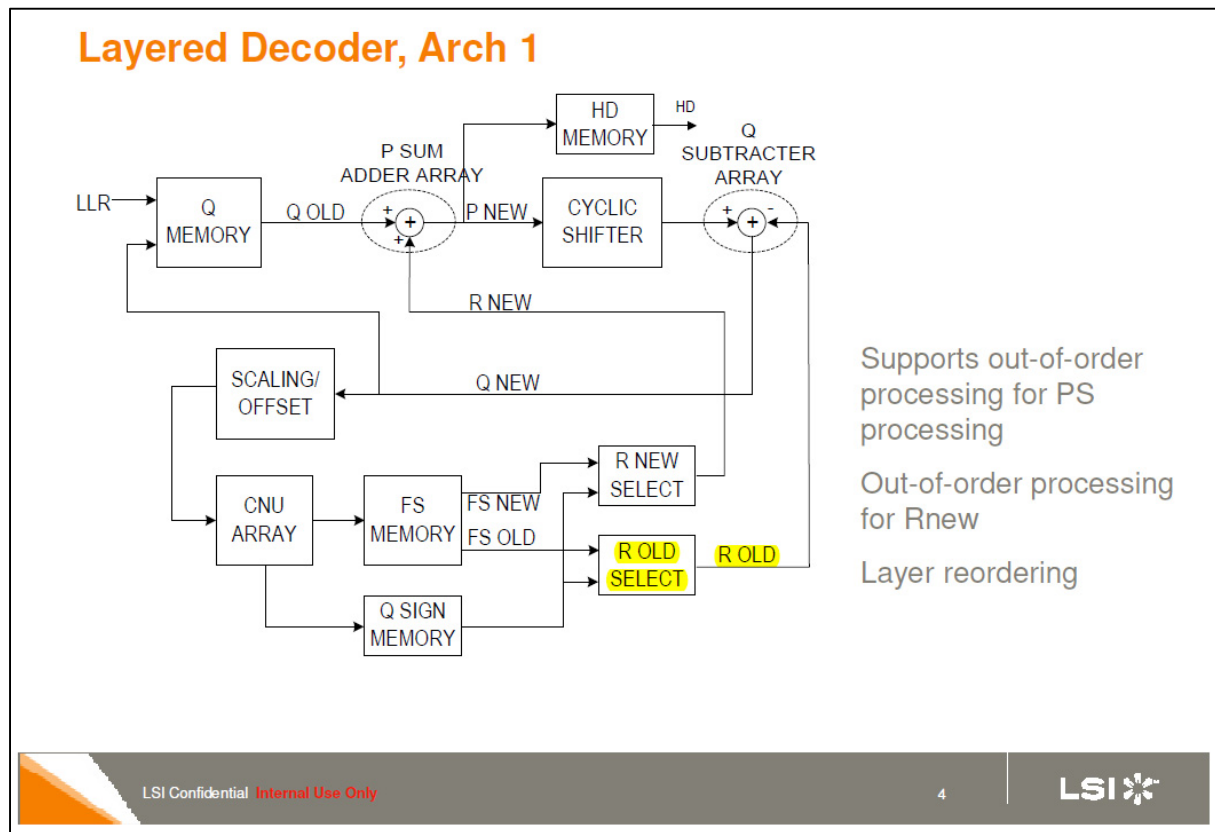 Layered Decoder, Arch 1
HD
MEMORY
HD
Q
SUBTRACTER
ARRAY
P SUM
ADDER ARRAY
LLR
Q
MEMORY
Q OLD
+
+
+
P NEW
CYCLIC
SHIFTER
+
+
-
R NEW
SCALING/
OFFSET
Q NEW
CNU
ARRAY
FS
MEMORY
FS NEW
FS OLD
R NEW
SELECT
R OLD
SELECT
R OLD
Q SIGN
MEMORY
Supports out-of-order
processing for PS
processing
Out-of-order processing
for Rnew
Layer reordering
LSI Confidential Internal Use Only
4
LSI